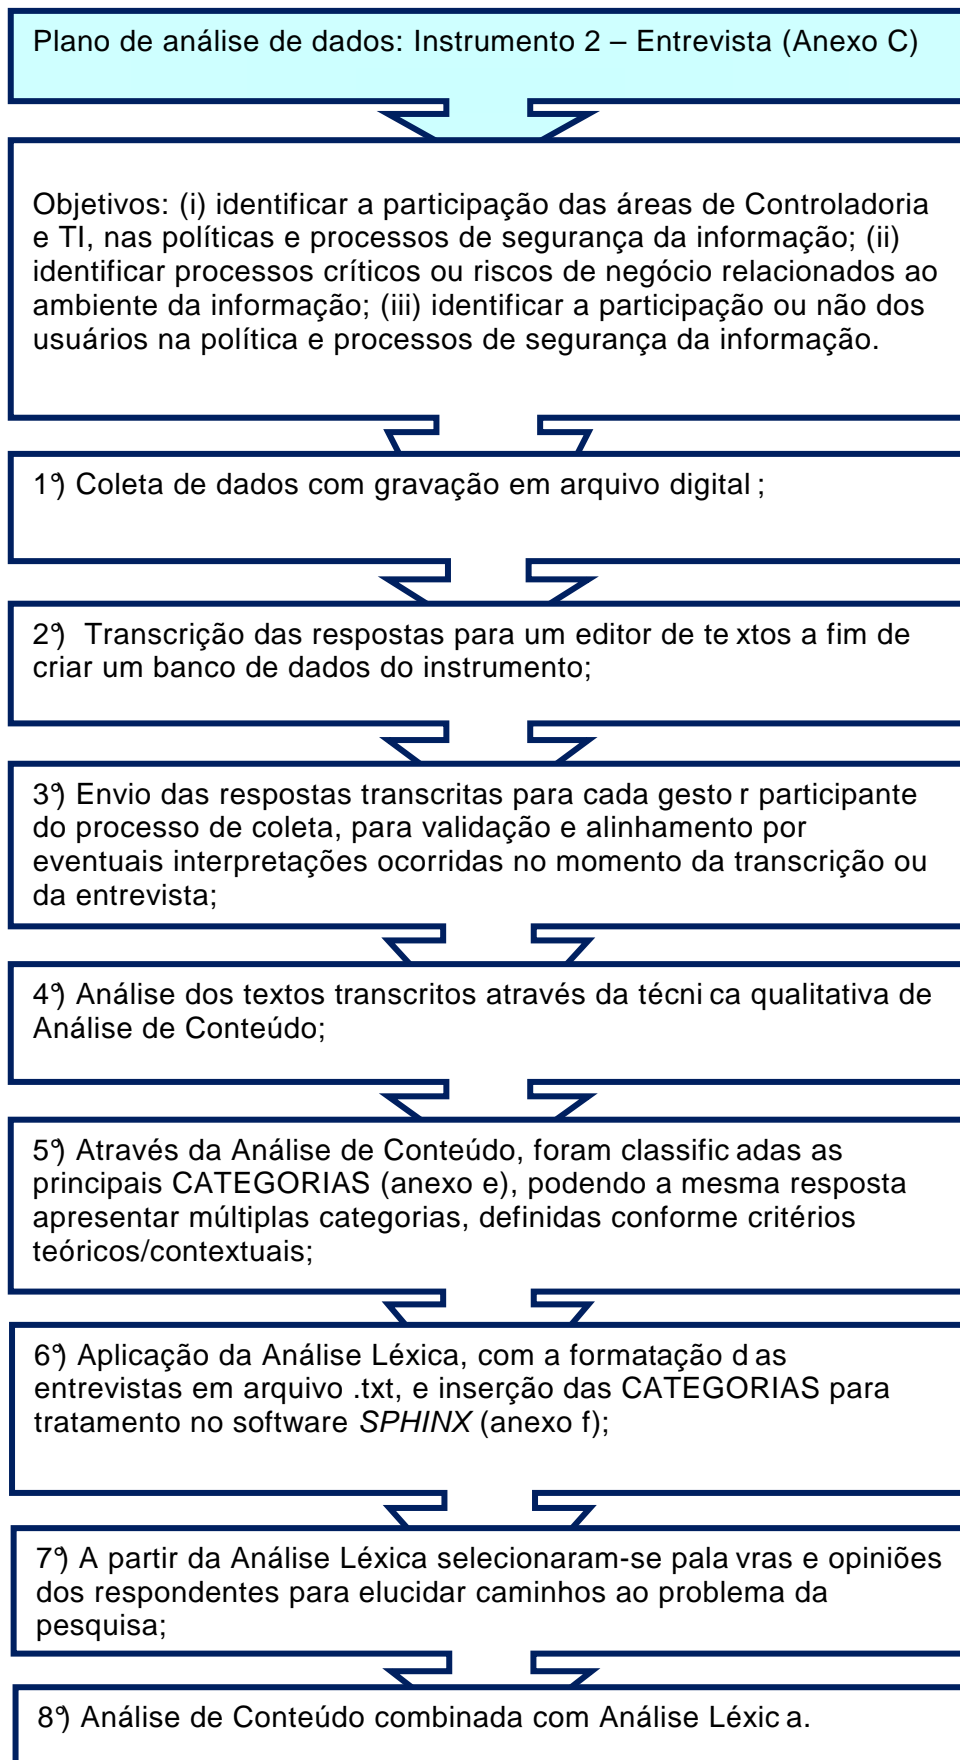 Plano de análise de dados: Instrumento 2 – Entrevista (Anexo C)
Objetivos: (i) identificar a participação das áreas de Controladoria
e TI, nas políticas e processos de segurança da informação; (ii)
identificar processos críticos ou riscos de negócio relacionados ao
ambiente da informação; (iii) identificar a participação ou não dos
usuários na política e processos de segurança da informação.
1º) Coleta de dados com gravação em arquivo digital ;
2º) Transcrição das respostas para um editor de te xtos a fim de
criar um banco de dados do instrumento;
3º) Envio das respostas transcritas para cada gesto r participante
do processo de coleta, para validação e alinhamento por
eventuais interpretações ocorridas no momento da transcrição ou
da entrevista;
4º) Análise dos textos transcritos através da técni ca qualitativa de
Análise de Conteúdo;
5º) Através da Análise de Conteúdo, foram classific adas as
principais CATEGORIAS (anexo e), podendo a mesma resposta
apresentar múltiplas categorias, definidas conforme critérios
teóricos/contextuais;
6º) Aplicação da Análise Léxica, com a formatação d as
entrevistas em arquivo .txt, e inserção das CATEGORIAS para
tratamento no software SPHINX (anexo f);
7º) A partir da Análise Léxica selecionaram-se pala vras e opiniões
dos respondentes para elucidar caminhos ao problema da
pesquisa;
8º) Análise de Conteúdo combinada com Análise Léxic a.